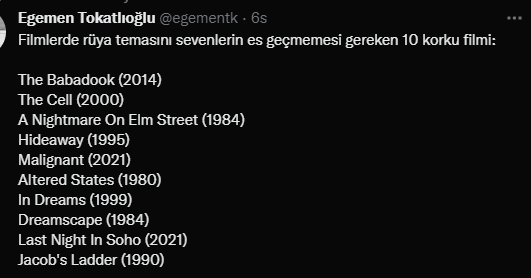 Egemen Tokatlıoğlu @egementk · 6s
Filmlerde rüya temasını sevenlerin es geçmemesi gereken 10 korku filmi:
The Babadook (2014)
The Cell (2000)
A Nightmare On Elm Street (1984)
Hideaway (1995)
Malignant (2021)
Altered States (1980)
In Dreams (1999)
Dreamscape (1984)
Last Night In Soho (2021)
Jacob's Ladder (1990)